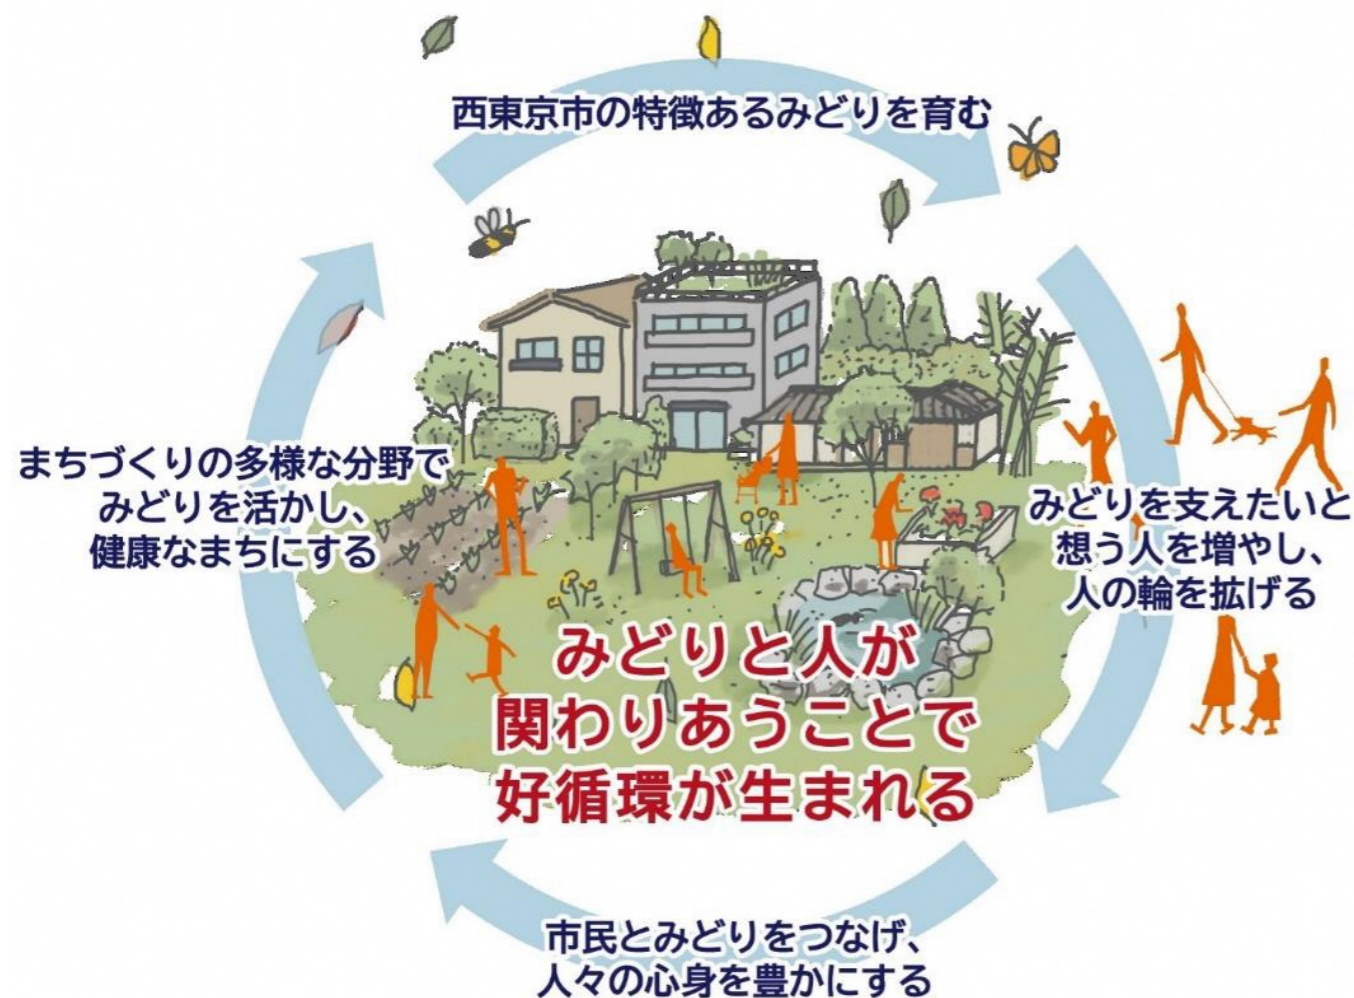 西東京市の特徴あるみどりを育む
みどりを支えたいと
想う人を増やし、
人の輪を拡げる
市民とみどりをつなげ、
人々の心身を豊かにする
まちづくりの多様な分野で
みどりを活かし、
健康なまちにする
みどりと人が
関わりあうことで
好循環が生まれる